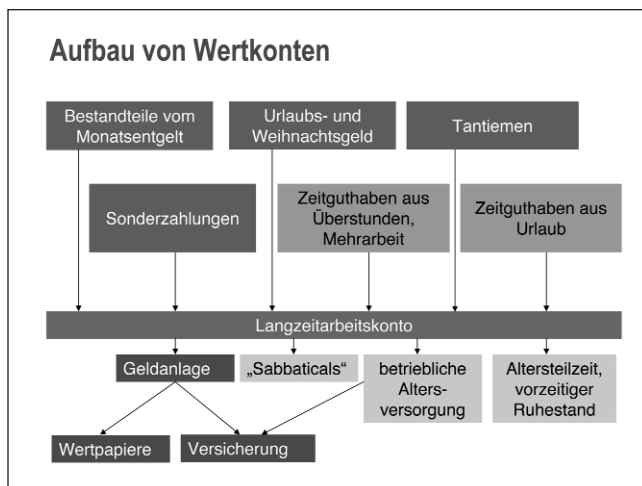 Aufbau von Wertkonten
Bestandteile vom
Monatsentgelt
Urlaubs- und
Weihnachtsgeld
Tantiemen
Sonderzahlungen
Zeitguthaben aus
Überstunden,
Mehrarbeit
Zeitguthaben aus
Urlaub
Langzeitarbeitskonto
Geldanlage
„Sabbaticals“
betriebliche
Alters-
versorgung
Altersteilzeit,
vorzeitiger
Ruhestand
Wertpapiere
Versicherung